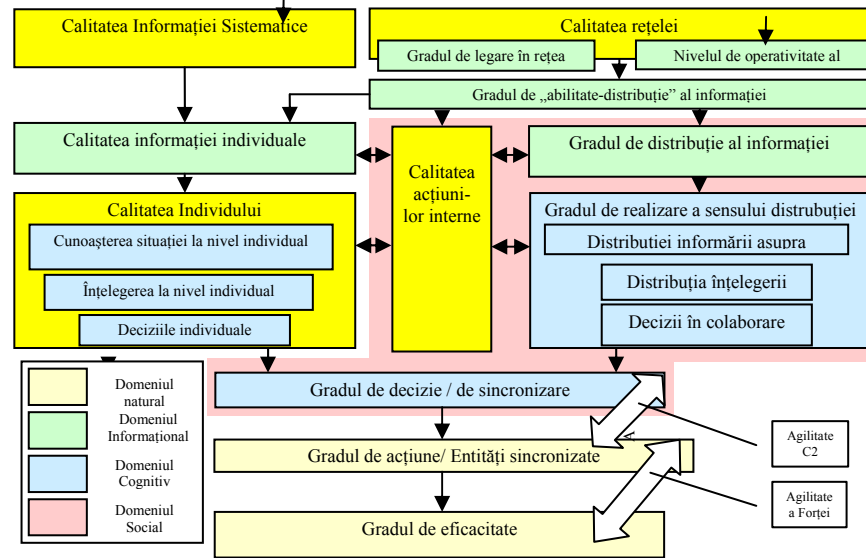 Calitatea Informației Sistematice
Calitatea rețelei
Gradul de legare în rețea
Nivelul de operativitate al
Gradul de „abilitate-distribuție” al informației
Calitatea informației individuale
Calitatea
acțiuni-
lor interne
Gradul de distribuție al informației
Calitatea Individului
Cunoașterea situației la nivel individual
Înțelegerea la nivel individual
Deciziile individuale
Gradul de realizare a sensului distrubuției
Distributiei informării asupra
Distribuția înțelegerii
Decizii în colaborare
Gradul de decizie / de sincronizare
Gradul de acțiune/ Entități sincronizate
Gradul de eficacitate
A
Agilitate
C2
Agilitate
a Forței
Domeniul
natural
Domeniul
Informațional
Domeniul
Cognitiv
Domeniul
Social